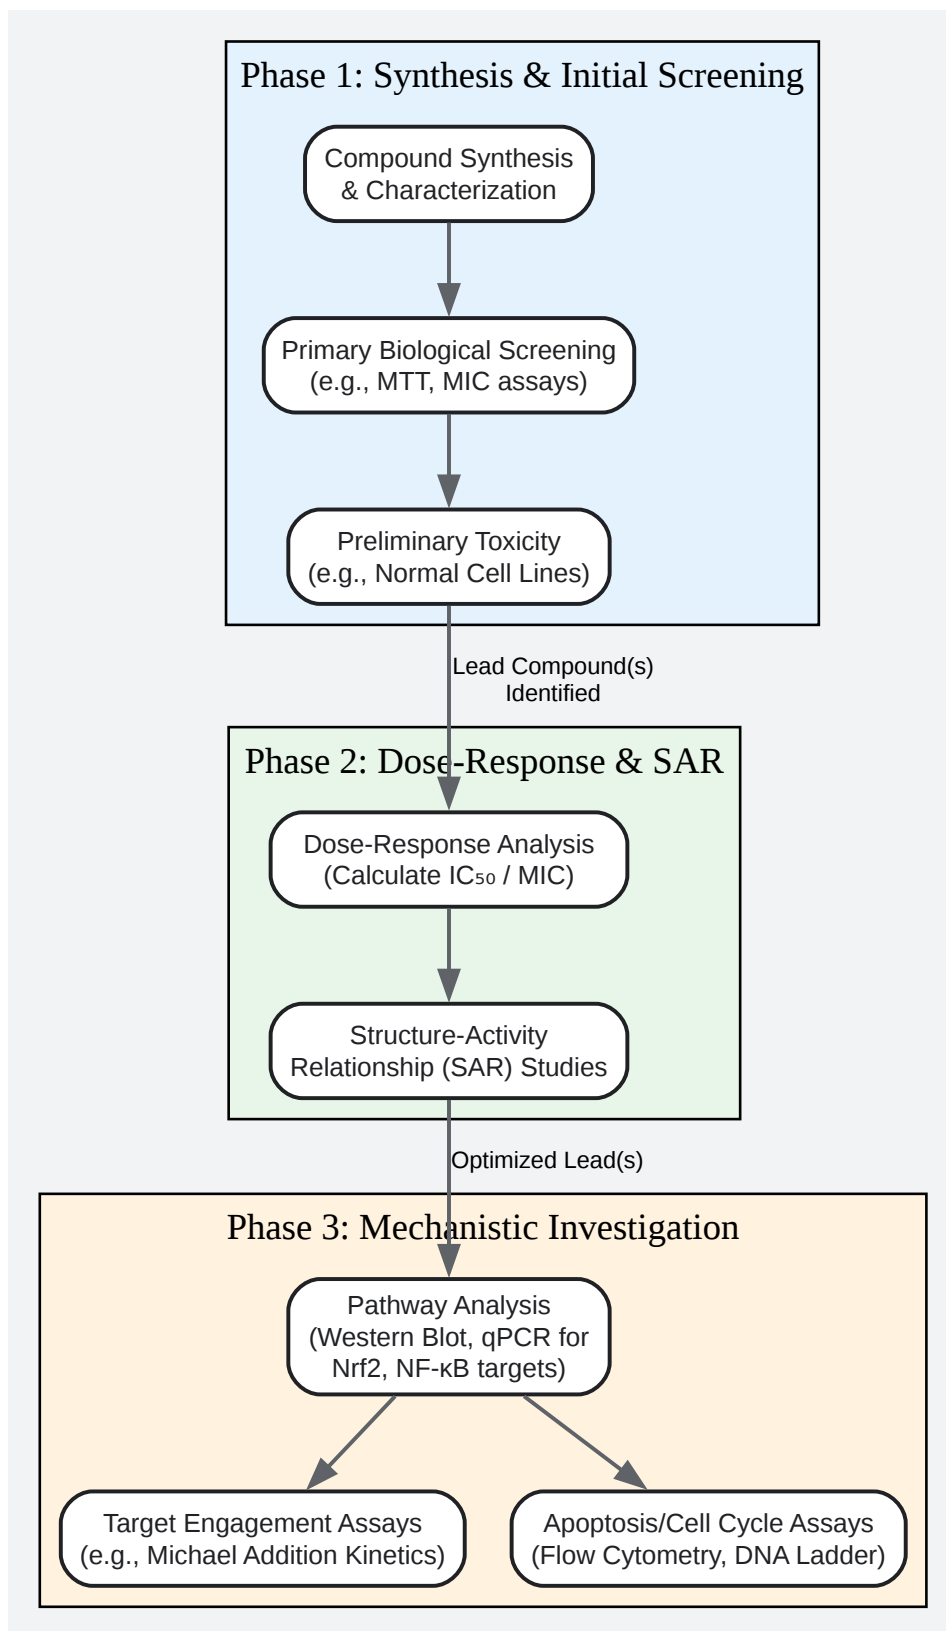 Phase 1: Synthesis & Initial Screening
Compound Synthesis
& Characterization
Primary Biological Screening
(e.g., MTT, MIC assays)
Preliminary Toxicity
(e.g., Normal Cell Lines)
Lead Compound(s)
Identified
Phase 2: Dose-Response & SAR
Dose-Response Analysis
(Calculate IC₅₀ / MIC)
Structure-Activity
Relationship (SAR) Studies
Optimized Lead(s)
Phase 3: Mechanistic Investigation
Pathway Analysis
(Western Blot, qPCR for
Nrf2, NF-κB targets)
Target Engagement Assays
(e.g., Michael Addition Kinetics)
Apoptosis/Cell Cycle Assays
(Flow Cytometry, DNA Ladder)